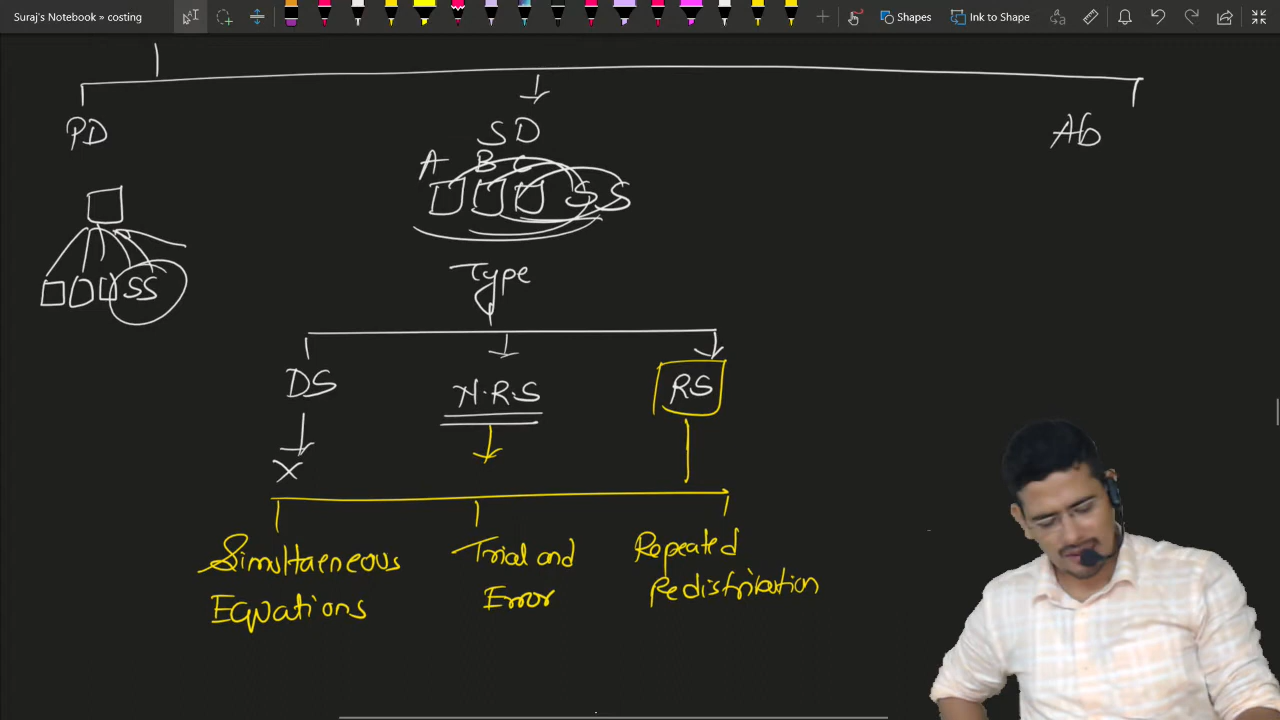 Suraj's Notebook » costing
Shapes
Ink to Shape
PD
SD
Ab
A B C
SS
SS
Type
DS
N.R.S
RS
X
Simultaeneous
Equations
Trial and
Error
Repeated
Redistribution